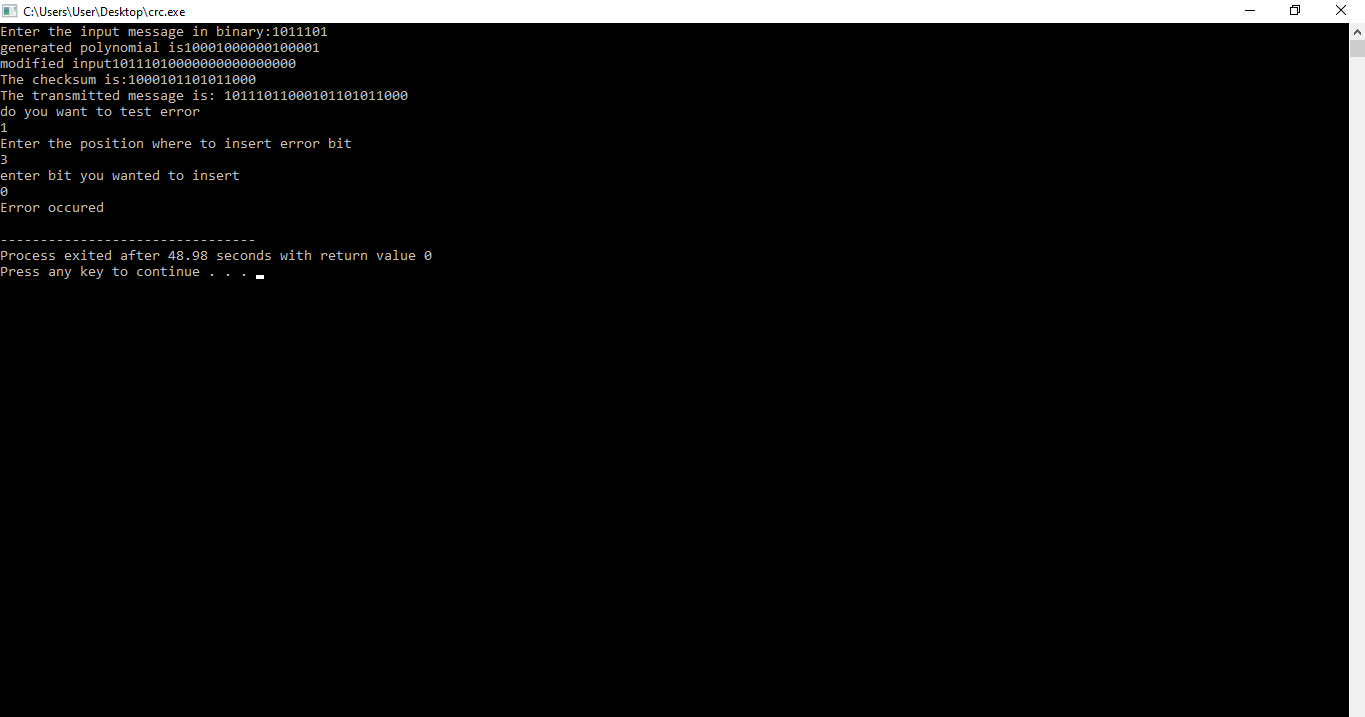 C:\Users\User\Desktop\crc.exe
Enter the input message in binary:1011101
generated polynomial is10001000000100001
modified input10111010000000000000000
The checksum is:1000101101011000
The transmitted message is: 10111011000101101011000
do you want to test error
1
Enter the position where to insert error bit
3
enter bit you wanted to insert
0
Error occured
--------------------------------
Process exited after 48.98 seconds with return value 0
Press any key to continue . . .